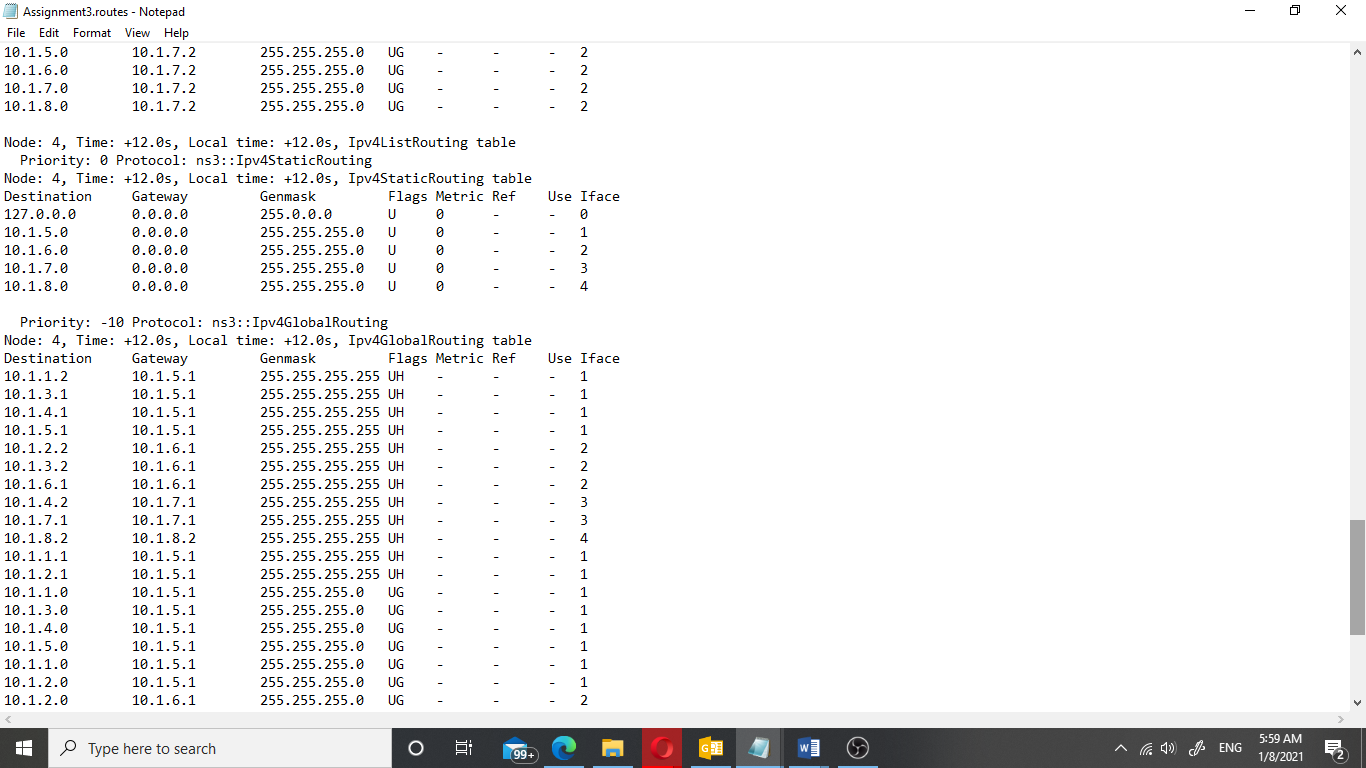 Assignment3.routes - Notepad
File Edit Format View Help
10.1.5.0 10.1.7.2 255.255.255.0 UG - - - 2
10.1.6.0 10.1.7.2 255.255.255.0 UG - - - 2
10.1.7.0 10.1.7.2 255.255.255.0 UG - - - 2
10.1.8.0 10.1.7.2 255.255.255.0 UG - - - 2
Node: 4, Time: +12.0s, Local time: +12.0s, Ipv4ListRouting table
Priority: 0 Protocol: ns3::Ipv4StaticRouting
Node: 4, Time: +12.0s, Local time: +12.0s, Ipv4StaticRouting table
Destination Gateway Genmask Flags Metric Ref Use Iface
127.0.0.0 0.0.0.0 255.0.0.0 U 0 - - 0
10.1.5.0 0.0.0.0 255.255.255.0 U 0 - - 1
10.1.6.0 0.0.0.0 255.255.255.0 U 0 - - 2
10.1.7.0 0.0.0.0 255.255.255.0 U 0 - - 3
10.1.8.0 0.0.0.0 255.255.255.0 U 0 - - 4
Priority: -10 Protocol: ns3::Ipv4GlobalRouting
Node: 4, Time: +12.0s, Local time: +12.0s, Ipv4GlobalRouting table
Destination Gateway Genmask Flags Metric Ref Use Iface
10.1.1.2 10.1.5.1 255.255.255.255 UH - - - 1
10.1.3.1 10.1.5.1 255.255.255.255 UH - - - 1
10.1.4.1 10.1.5.1 255.255.255.255 UH - - - 1
10.1.5.1 10.1.5.1 255.255.255.255 UH - - - 1
10.1.2.2 10.1.6.1 255.255.255.255 UH - - - 2
10.1.3.2 10.1.6.1 255.255.255.255 UH - - - 2
10.1.6.1 10.1.6.1 255.255.255.255 UH - - - 2
10.1.4.2 10.1.7.1 255.255.255.255 UH - - - 3
10.1.7.1 10.1.7.1 255.255.255.255 UH - - - 3
10.1.8.2 10.1.8.2 255.255.255.255 UH - - - 4
10.1.1.1 10.1.5.1 255.255.255.255 UH - - - 1
10.1.2.1 10.1.5.1 255.255.255.255 UH - - - 1
10.1.1.0 10.1.5.1 255.255.255.0 UG - - - 1
10.1.3.0 10.1.5.1 255.255.255.0 UG - - - 1
10.1.4.0 10.1.5.1 255.255.255.0 UG - - - 1
10.1.5.0 10.1.5.1 255.255.255.0 UG - - - 1
10.1.1.0 10.1.5.1 255.255.255.0 UG - - - 1
10.1.2.0 10.1.5.1 255.255.255.0 UG - - - 1
10.1.2.0 10.1.6.1 255.255.255.0 UG - - - 2
Type here to search 99+ ENG 5:59 AM
1/8/2021 2